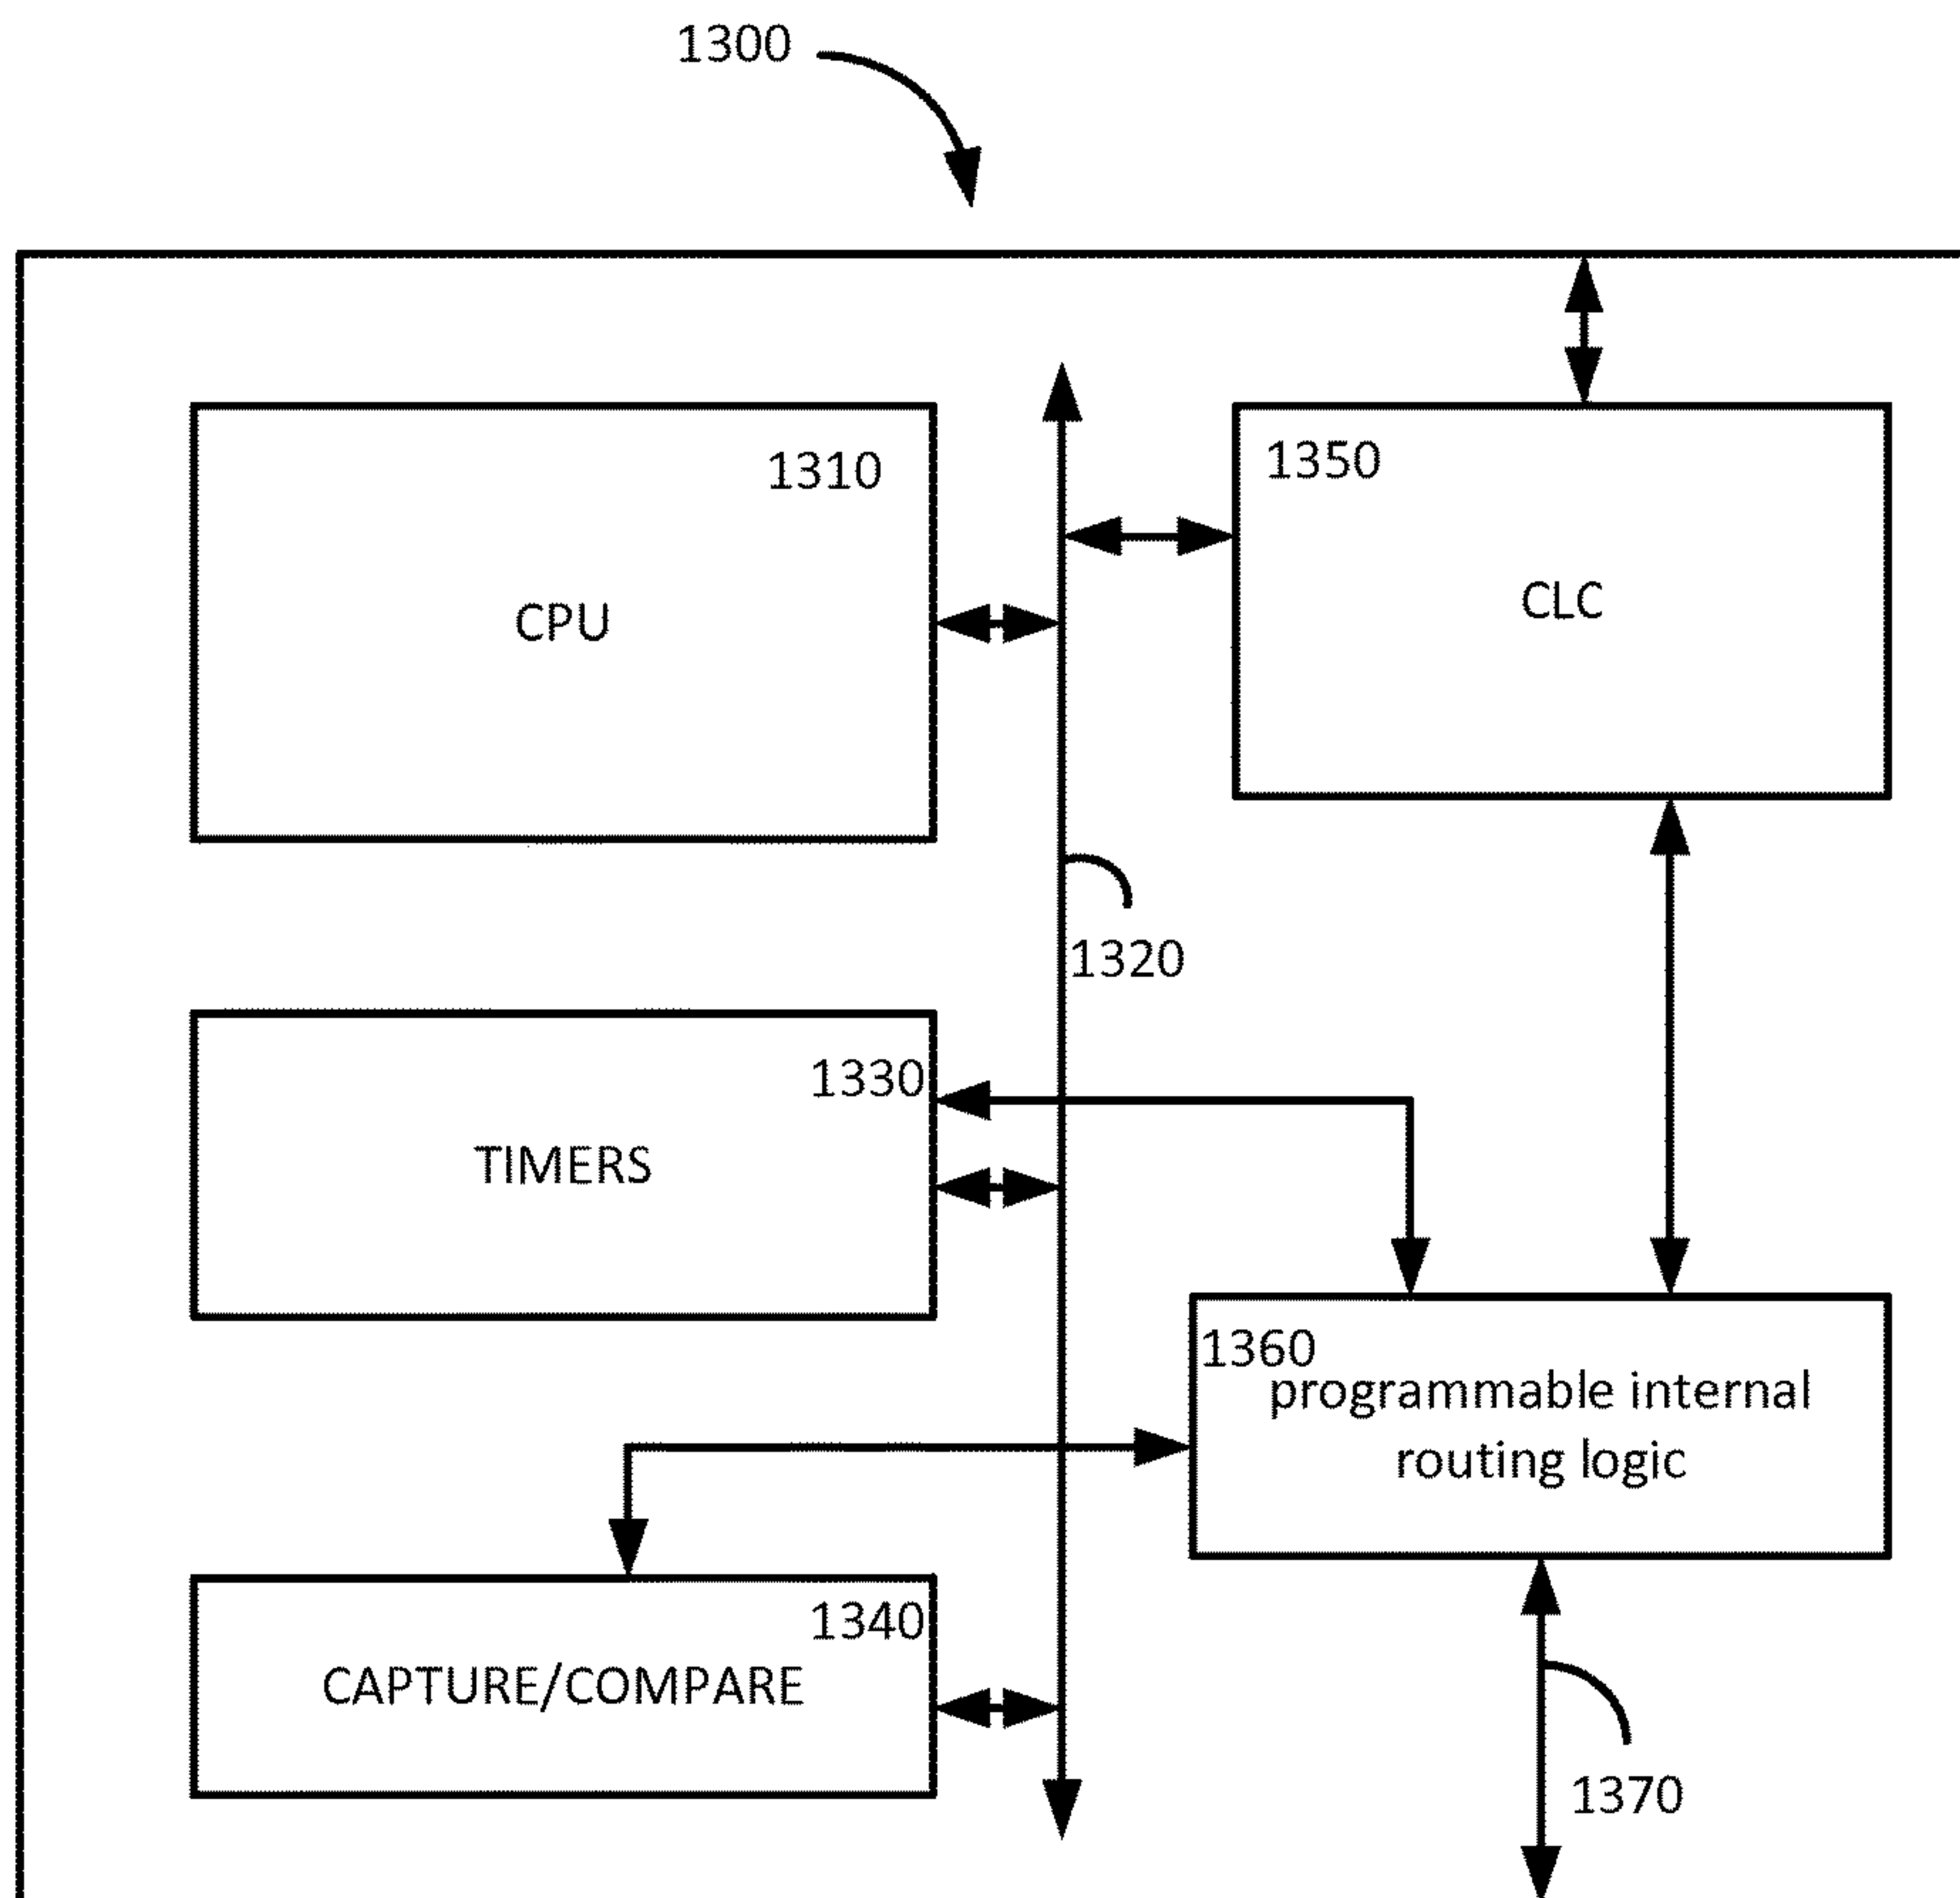 1300
1310
CPU
1350
CLC
1320
1330
TIMERS
1360
programmable internal
routing logic
1340
CAPTURE/COMPARE
1370